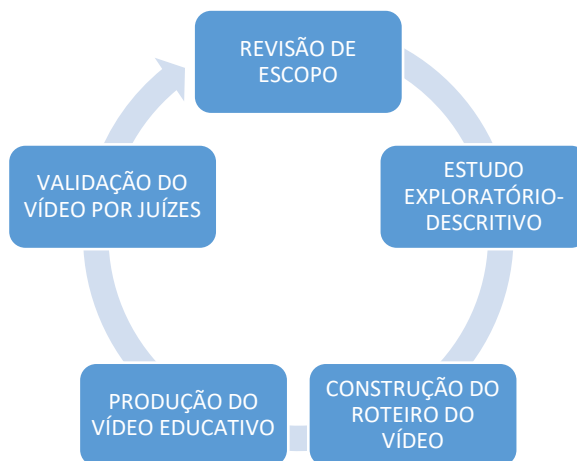 REVISÃO DE
ESCOPO
ESTUDO
EXPLORATÓRIO-
DESCRITIVO
CONSTRUÇÃO DO
ROTEIRO DO
VÍDEO
PRODUÇÃO DO
VÍDEO EDUCATIVO
VALIDAÇÃO DO
VÍDEO POR JUÍZES